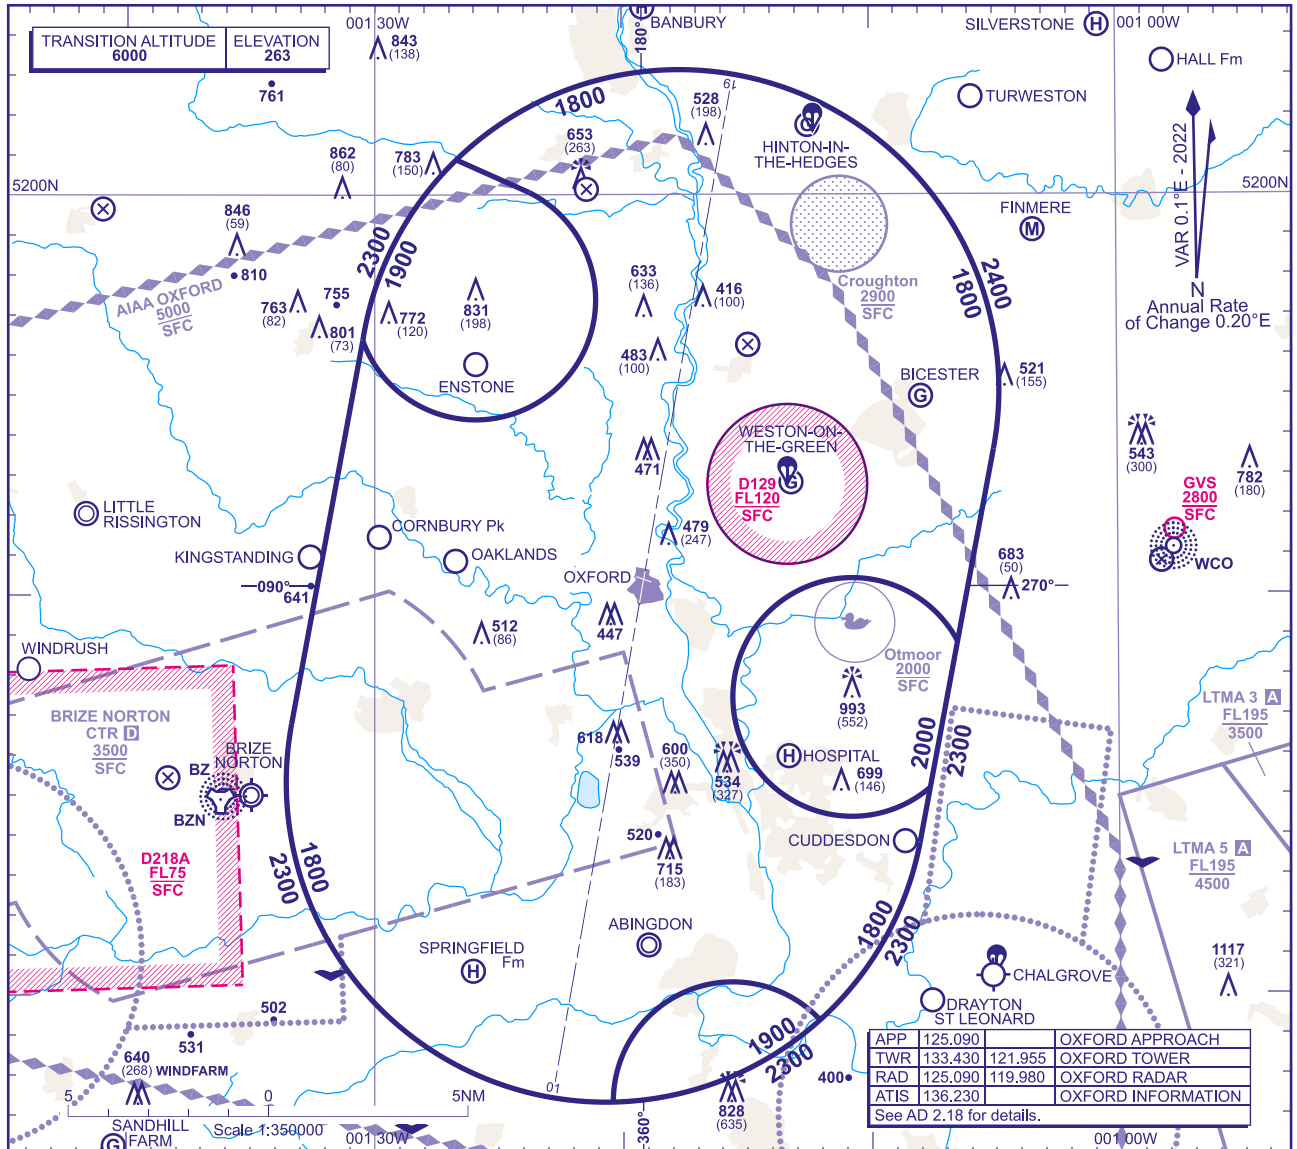 TRANSITION ALTITUDE
6000
ELEVATION
263
001 30W
843
(138)
180°
BANBURY
SILVERSTONE
H
001 00W
HALL Fm
761
1800
528
(198)
19
TURWESTON
653
(263)
G
HINTON-IN-
THE-HEDGES
862
(80)
783
(150)
5200N
5200N
VAR 0.1°E - 2022
N
Annual Rate
of Change 0.20°E
FINMERE
M
846
(59)
810
2300
1900
AIAA OXFORD
5000
SFC
763
(82)
755
801
(73)
772
(120)
831
(198)
ENSTONE
633
(136)
416
(100)
483
(100)
Croughton
2900
SFC
2400
1800
521
(155)
BICESTER
G
471
WESTON-ON-
THE-GREEN
G
D129
FL120
SFC
543
(300)
782
(180)
GVS
2800
SFC
WCO
LITTLE
RISSINGTON
CORNBURY Pk
KINGSTANDING
OAKLANDS
479
(247)
OXFORD
090°
641
683
(50)
270°
447
512
(86)
WINDRUSH
Otmoor
2000
SFC
993
(552)
BRIZE NORTON
CTR D
3500
SFC
BRIZE
NORTON
BZ
BZN
D218A
FL75
SFC
618
539
600
(350)
534
(327)
H
HOSPITAL
699
(146)
2000
2300
LTMA 3 A
FL195
3500
520
715
(183)
CUDDESDON
LTMA 5 A
FL195
4500
1800
2300
1800
2300
ABINGDON
SPRINGFIELD
Fm
H
CHALGROVE
DRAYTON
ST LEONARD
1117
(321)
502
531
1900
2300
400
640
(268) WINDFARM
828
(635)
01
360°
5 0 5NM
Scale 1:350000
SANDHILL
FARM
G
001 30W
001 00W
APP 125.090 OXFORD APPROACH
TWR 133.430 121.955 OXFORD TOWER
RAD 125.090 119.980 OXFORD RADAR
ATIS 136.230 OXFORD INFORMATION
See AD 2.18 for details.